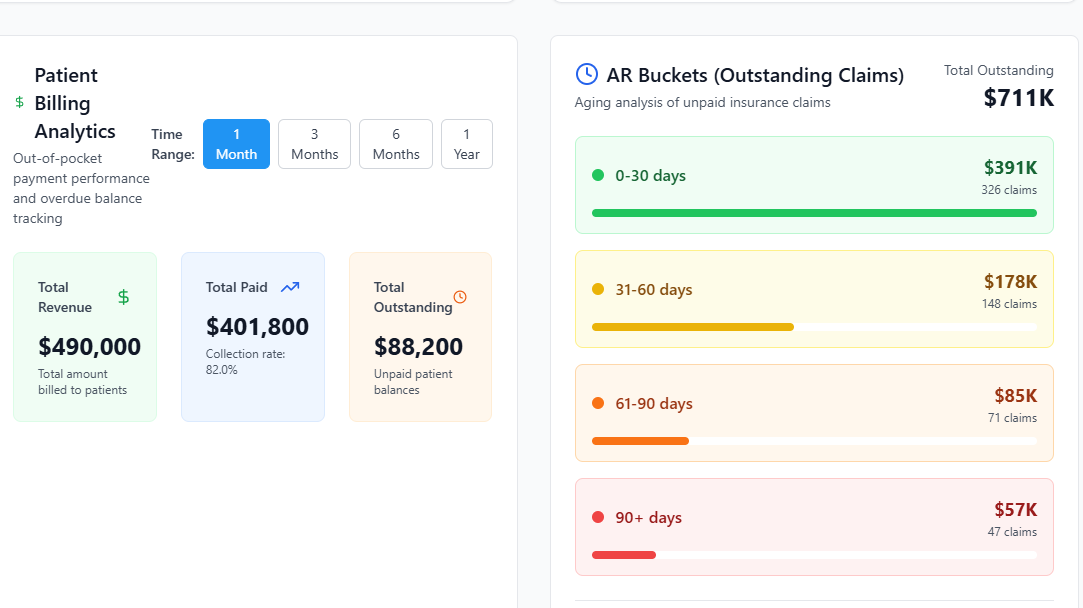 Patient
$ Billing
Analytics
Out-of-pocket
payment performance
and overdue balance
tracking
Time
Range:
1
Month
3
Months
6
Months
1
Year
Total
Revenue
$
$490,000
Total amount
billed to patients
Total Paid
$401,800
Collection rate:
82.0%
Total
Outstanding
$88,200
Unpaid patient
balances
AR Buckets (Outstanding Claims)
Aging analysis of unpaid insurance claims
Total Outstanding
$711K
0-30 days
$391K
326 claims
31-60 days
$178K
148 claims
61-90 days
$85K
71 claims
90+ days
$57K
47 claims